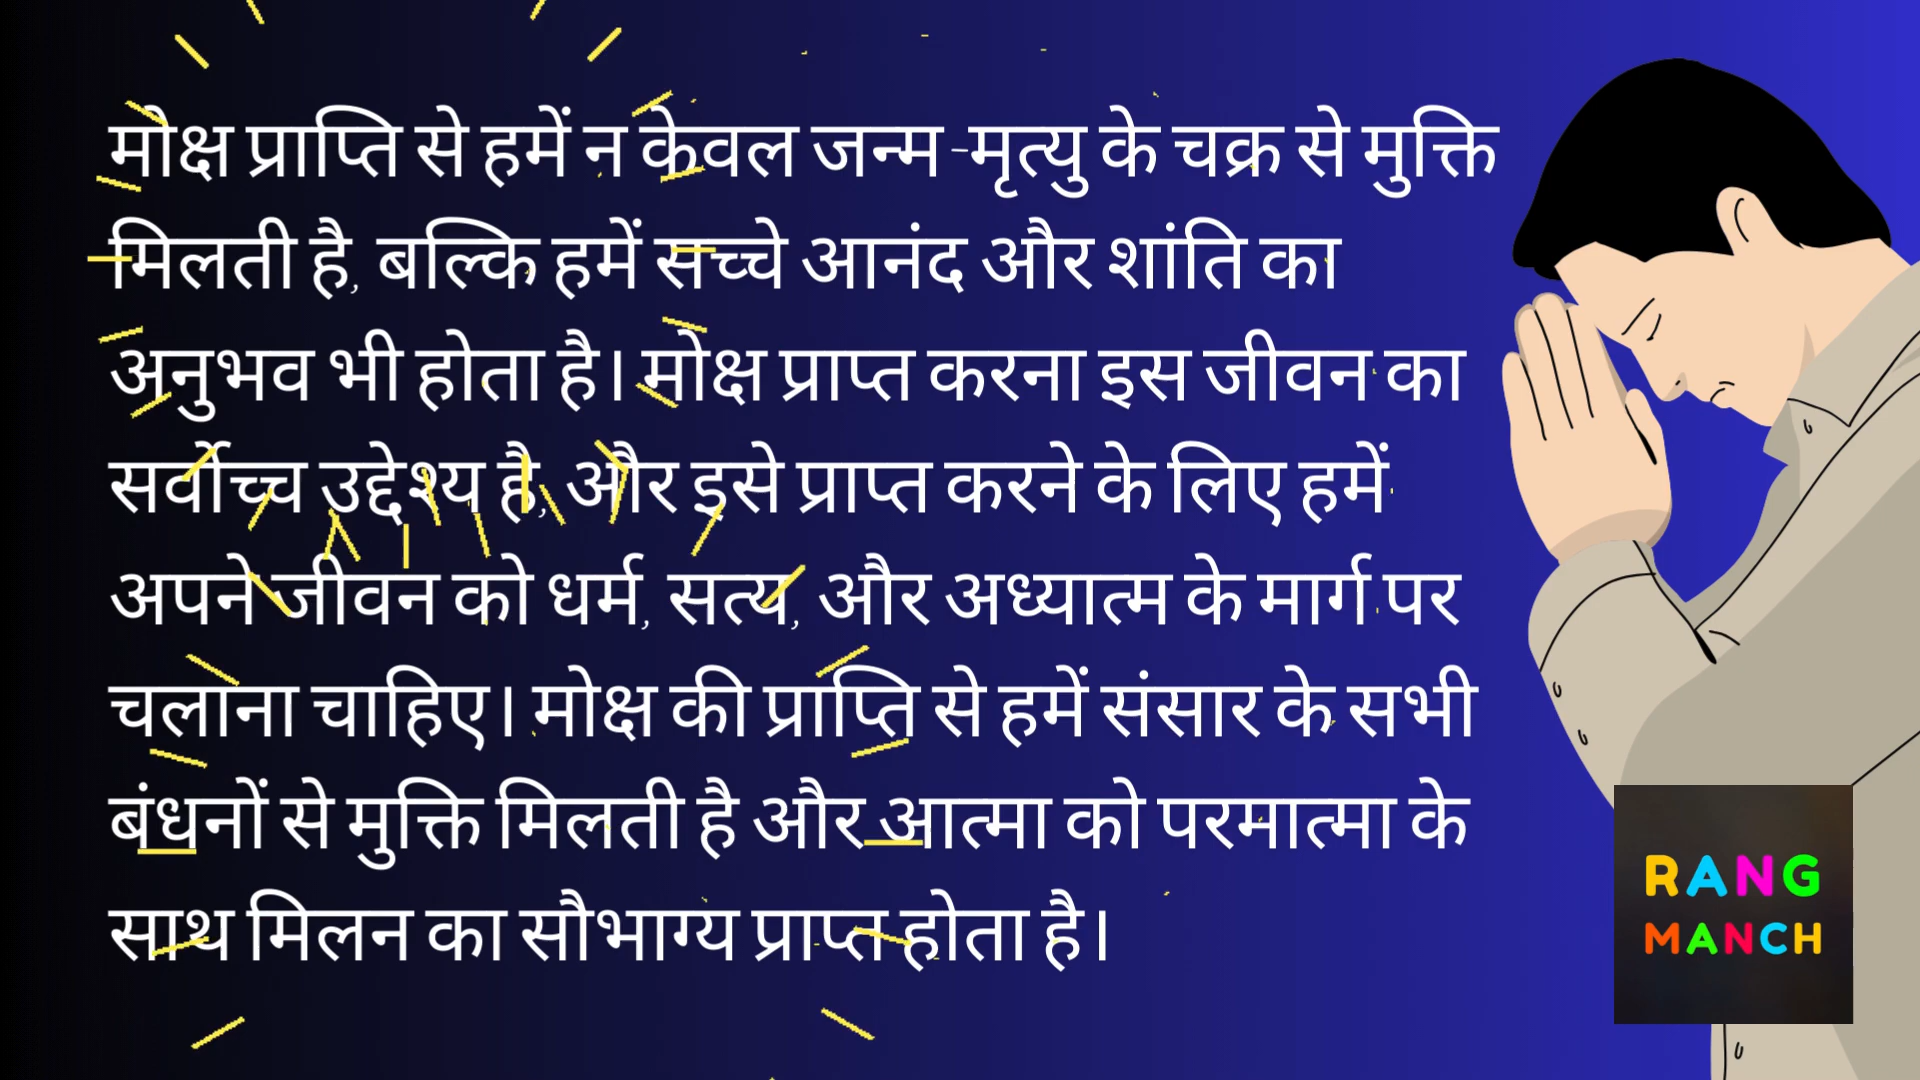 मोक्ष प्राप्ति से हमें न केवल जन्म -मृत्यु के चक्र से मुक्ति
मिलती है, बल्कि हमें सच्चे आनंद और शांति का
अनुभव भी होता है। मोक्ष प्राप्त करना इस जीवन का
सर्वोच्च उद्देश्य है, और इसे प्राप्त करने के लिए हमें
अपने जीवन को धर्म, सत्य, और अध्यात्म के मार्ग पर
चलाना चाहिए। मोक्ष की प्राप्ति से हमें संसार के सभी
बंधनों से मुक्ति मिलती है और आत्मा को परमात्मा के
साथ मिलन का सौभाग्य प्राप्त होता है।
RANG
MANCH